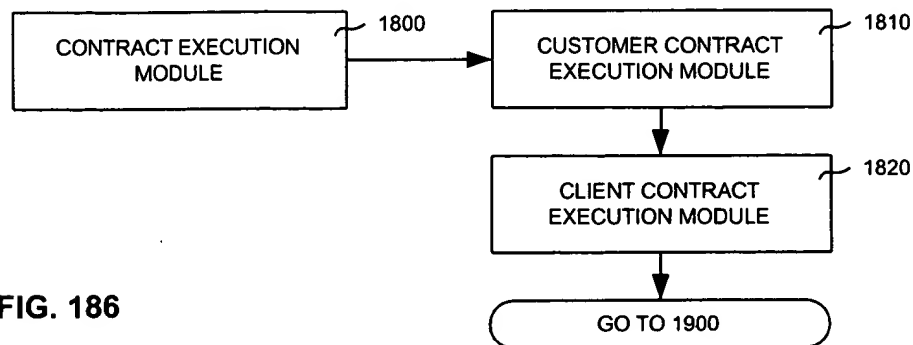 CONTRACT EXECUTION
MODULE
1800
CUSTOMER CONTRACT
EXECUTION MODULE
1810
CLIENT CONTRACT
EXECUTION MODULE
1820
FIG. 186
GO TO 1900